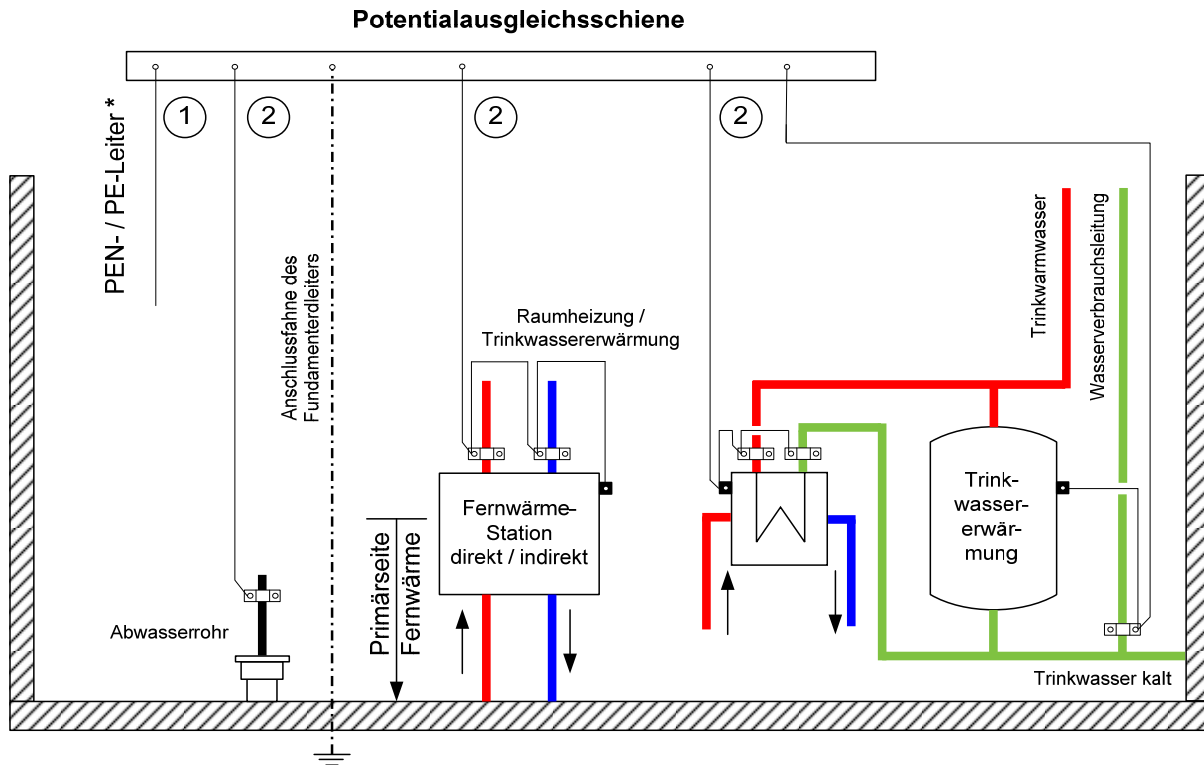 Potentialausgleichsschiene
1
2
2
2
PEN- / PE-Leiter *
Anschlussfahne des
Fundamenterdleiters
Raumheizung /
Trinkwassererwärmung
Trinkwarmwasser
Wasserverbrauchsleitung
Fernwärme–
Station
direkt / indirekt
Trink-
wasser-
erwär-
mung
Primärseite
Fernwärme
Abwasserrohr
Trinkwasser kalt